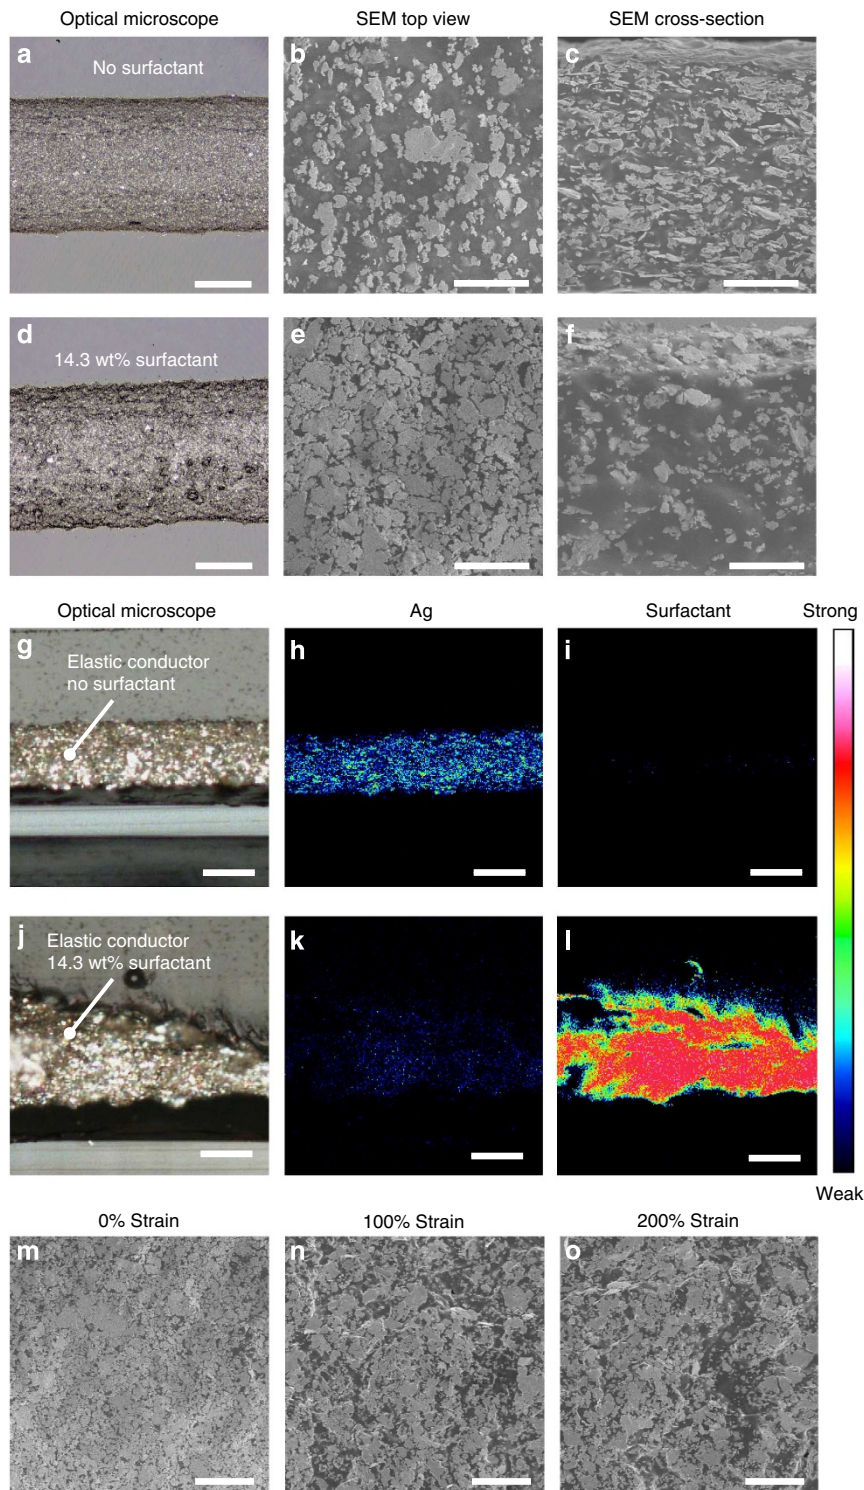 Optical microscope SEM top view SEM cross-section
a b c
No surfactant
d e f
14.3 wt% surfactant
Optical microscope Ag Surfactant Strong
g h i
Elastic conductor
no surfactant
j k l
Elastic conductor
14.3 wt% surfactant
Weak
0% Strain 100% Strain 200% Strain
m n o